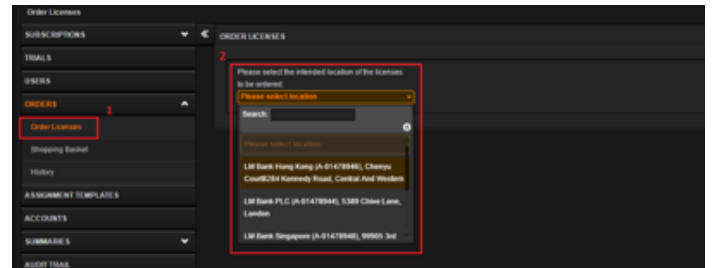 Order Licenses
SUBSCRIPTIONS
TRIALS
USERS
ORDERS
1
Order Licenses
Shopping Basket
History
ASSIGNMENT TEMPLATES
ACCOUNTS
SUMMARIES
AUDIT TRAIL
ORDER LICENSES
2
Please select the intended location of the licenses
to be ordered:
Please select location
Search:
Please select location
LM Bank Hong Kong (A-01478946), Chenyu
Court8284 Kennedy Road, Central And Western
LM Bank PLC (A-01478944), 5389 Chive Lane,
London
LM Bank Singapore (A-01478948), 99905 3rd